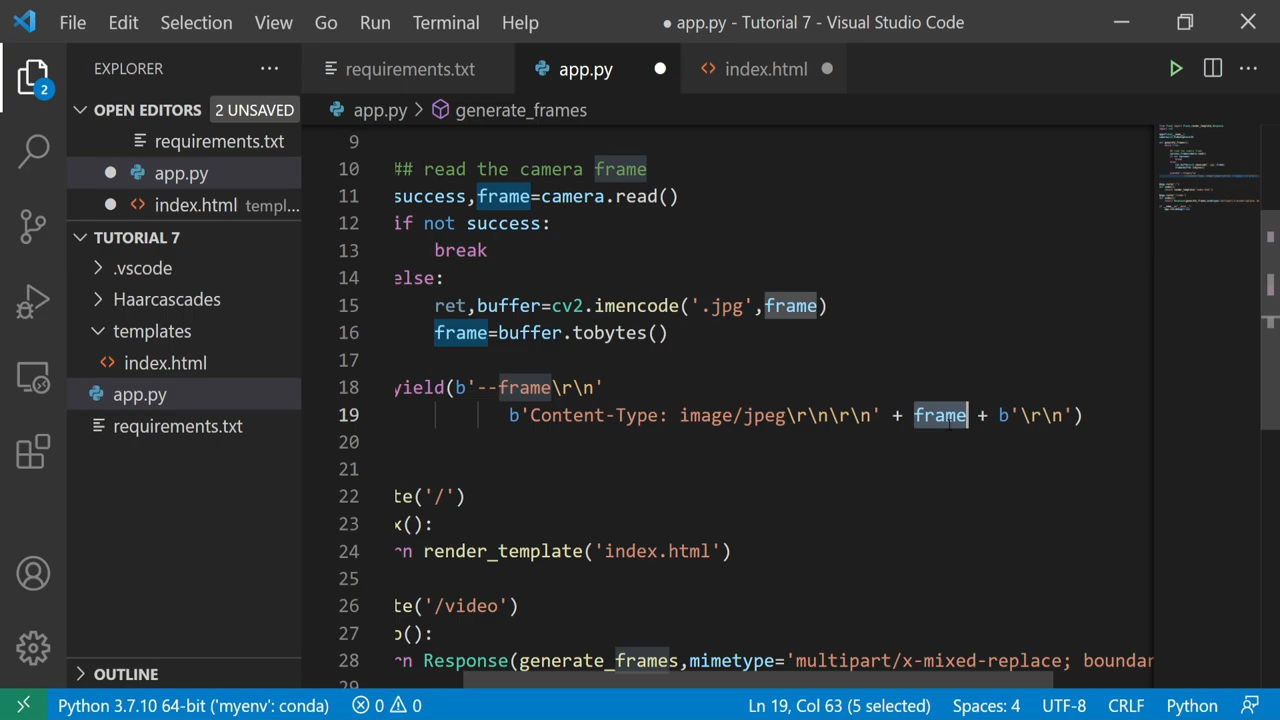 File Edit Selection View Go Run Terminal Help ● app.py - Tutorial 7 - Visual Studio Code
EXPLORER
requirements.txt app.py index.html
OPEN EDITORS 2 UNSAVED
app.py > generate_frames
requirements.txt
app.py
index.html templ...
TUTORIAL 7
.vscode
Haarcascades
templates
index.html
app.py
requirements.txt
OUTLINE
2
9
10 ## read the camera frame
11 success,frame=camera.read()
12 if not success:
13 break
14 else:
15 ret,buffer=cv2.imencode('.jpg',frame)
16 frame=buffer.tobytes()
17
18 yield(b'--frame\r\n'
19 b'Content-Type: image/jpeg\r\n\r\n' + frame + b'\r\n')
20
21
22 te('/')
23 x():
24 rn render_template('index.html')
25
26 te('/video')
27 o():
28 rn Response(generate_frames,mimetype='multipart/x-mixed-replace; boundar
29
Python 3.7.10 64-bit ('myenv': conda) 0 0 Ln 19, Col 63 (5 selected) Spaces: 4 UTF-8 CRLF Python